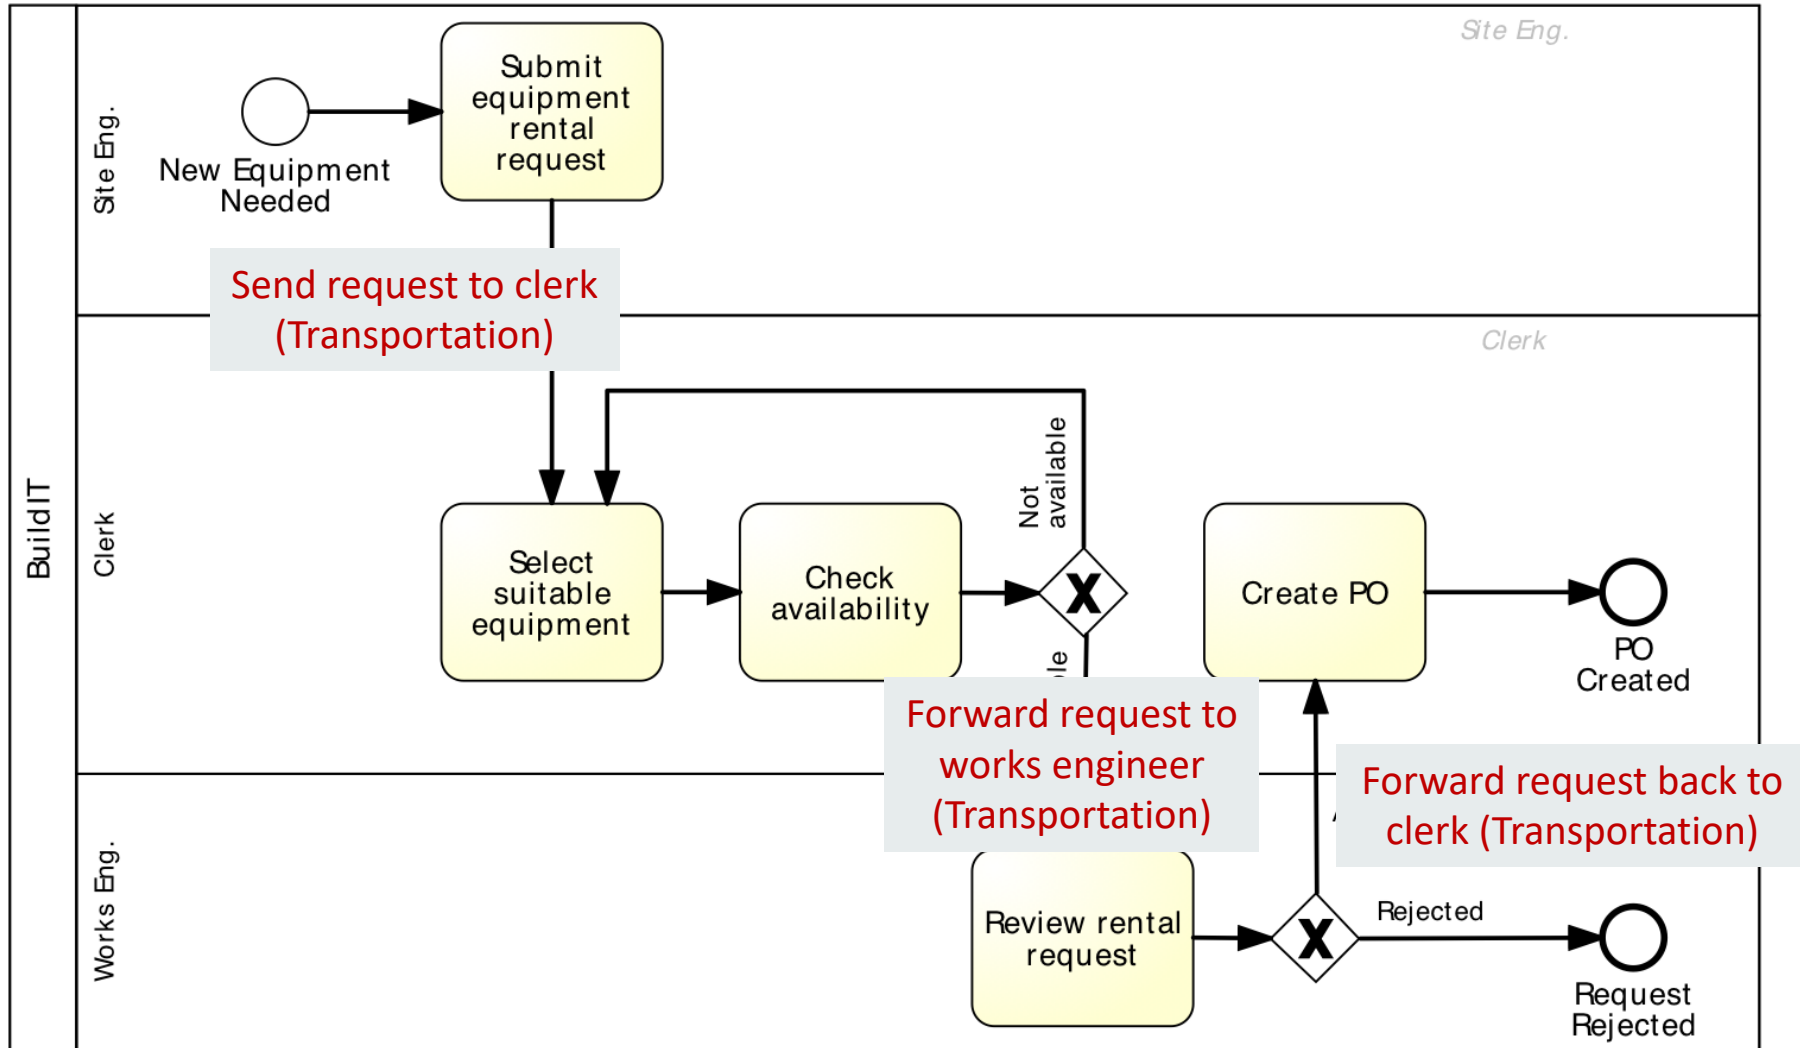 Site Eng.
Submit
equipment
rental
request
New Equipment
Needed
Site Eng.
Send request to clerk
(Transportation)
Clerk
BuildIT
Clerk
Not
available
Select
suitable
equipment
Check
availability
Create PO
PO
Created
Forward request to
works engineer
(Transportation)
Forward request back to
clerk (Transportation)
Works Eng.
Review rental
request
Rejected
Request
Rejected